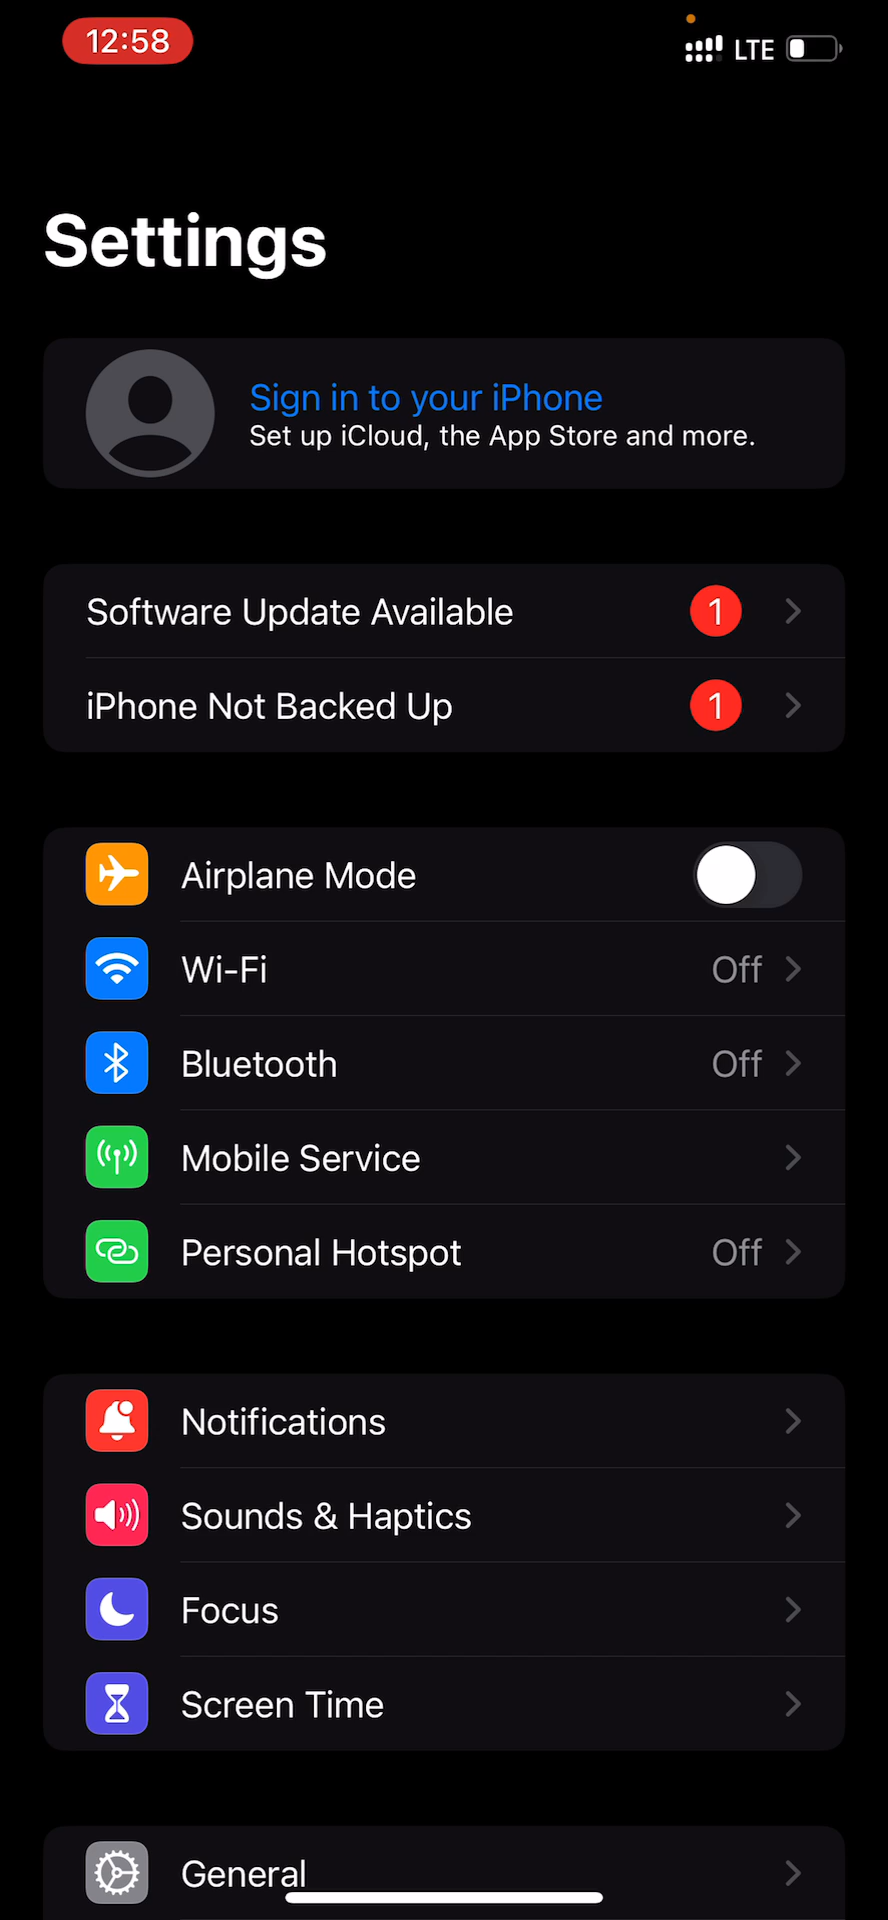 12:58
LTE
Settings
Sign in to your iPhone
Set up iCloud, the App Store and more.
Software Update Available 1
iPhone Not Backed Up 1
Airplane Mode
Wi-Fi Off
Bluetooth Off
Mobile Service
Personal Hotspot Off
Notifications
Sounds & Haptics
Focus
Screen Time
General